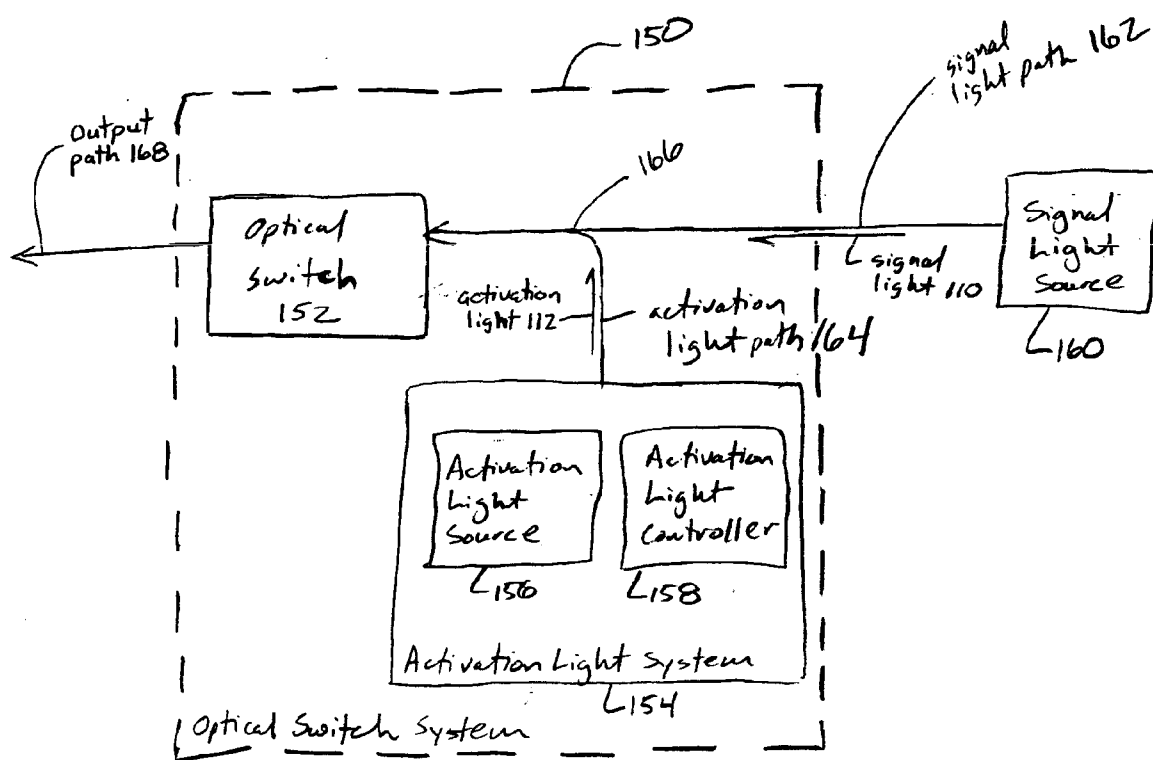 150
signal
light path 162
Output
path 168
166
Optical
Switch
152
signal
light 110
Signal
Light
Source
160
activation
light 112
activation
light path 164
Activation
Light
Source
156
Activation
Light
Controller
158
Activation Light System
154
Optical Switch System